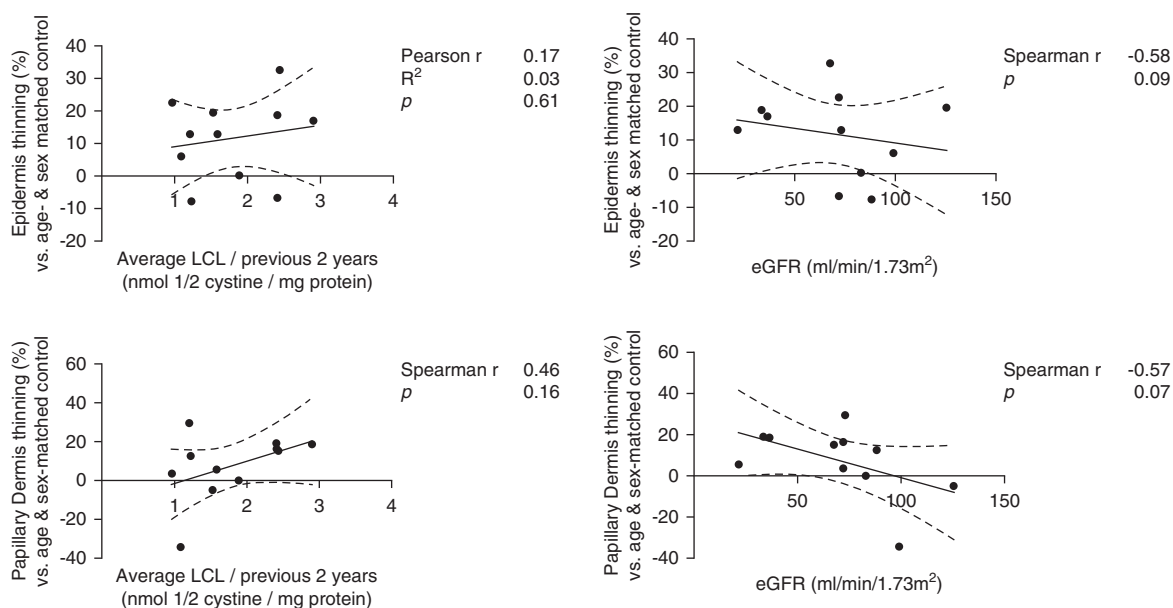 Epidermis thinning (%)
vs. age- & sex matched control
40
30
20
10
0
-10
20
1
2
3
4
Average LCL / previous 2 years
(nmol 1/2 cystine / mg protein)
Pearson r 0.17
R² 0.03
p 0.61
Epidermis thinning (%)
vs. age- & sex matched control
40
30
20
10
0
-10
20
50
100
150
eGFR (ml/min/1.73m²)
Spearman r -0.58
p 0.09
Papillary Dermis thinning (%)
vs. age & sex-matched control
60
40
20
0
-20
-40
1
2
3
4
Average LCL / previous 2 years
(nmol 1/2 cystine / mg protein)
Spearman r 0.46
p 0.16
Papillary Dermis thinning (%)
vs. age & sex-matched control
60
40
20
0
-20
-40
50
100
150
eGFR (ml/min/1.73m²)
Spearman r -0.57
p 0.07